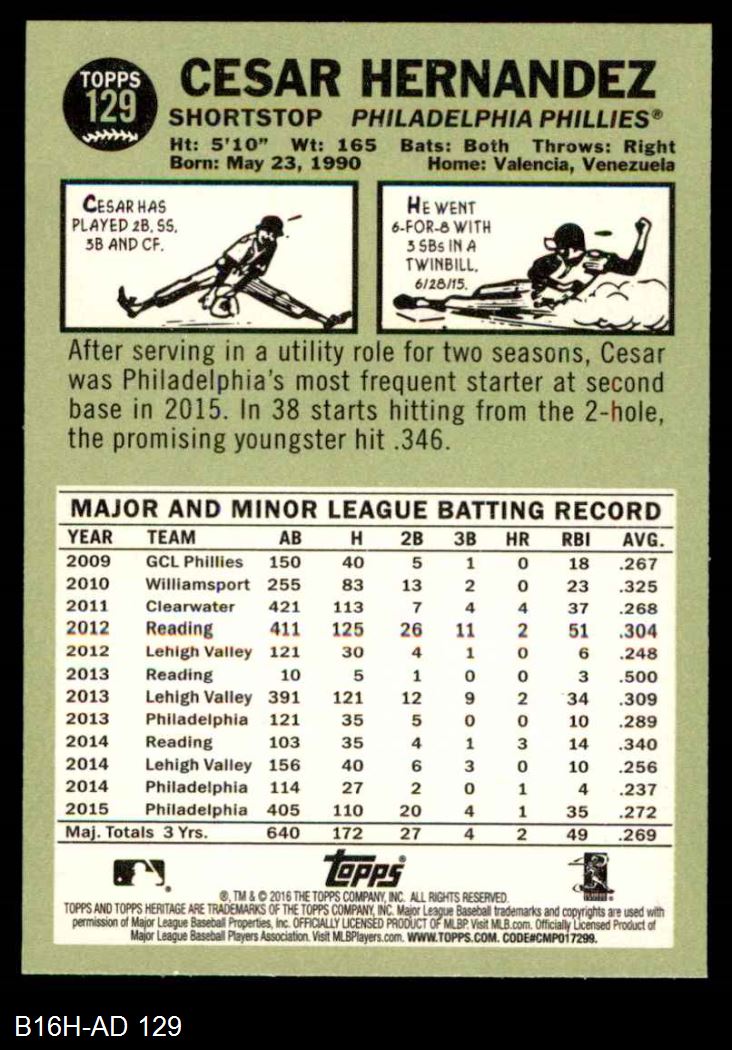 TOPPS
129
CESAR HERNANDEZ
SHORTSTOP PHILADELPHIA PHILLIES®
Ht: 5'10" Wt: 165 Bats: Both Throws: Right
Born: May 23, 1990 Home: Valencia, Venezuela
CESAR HAS
PLAYED 2B, SS,
3B AND CF.
HE WENT
6-FOR-8 WITH
3 SBs IN A
TWINBILL,
6/28/15.
After serving in a utility role for two seasons, Cesar
was Philadelphia's most frequent starter at second
base in 2015. In 38 starts hitting from the 2-hole,
the promising youngster hit .346.
MAJOR AND MINOR LEAGUE BATTING RECORD
YEAR TEAM AB H 2B 3B HR RBI AVG.
2009 GCL Phillies 150 40 5 1 0 18 .267
2010 Williamsport 255 83 13 2 0 23 .325
2011 Clearwater 421 113 7 4 4 37 .268
2012 Reading 411 125 26 11 2 51 .304
2012 Lehigh Valley 121 30 4 1 0 6 .248
2013 Reading 10 5 1 0 0 3 .500
2013 Lehigh Valley 391 121 12 9 2 34 .309
2013 Philadelphia 121 35 5 0 0 10 .289
2014 Reading 103 35 4 1 3 14 .340
2014 Lehigh Valley 156 40 6 3 0 10 .256
2014 Philadelphia 114 27 2 0 1 4 .237
2015 Philadelphia 405 110 20 4 1 35 .272
Maj. Totals 3 Yrs. 640 172 27 4 2 49 .269
topps®
®, TM & © 2016 THE TOPPS COMPANY, INC. ALL RIGHTS RESERVED.
TOPPS AND TOPPS HERITAGE ARE TRADEMARKS OF THE TOPPS COMPANY, INC. Major League Baseball trademarks and copyrights are used with
permission of Major League Baseball Properties, Inc. OFFICIALLY LICENSED PRODUCT OF MLBP. Visit MLB.com. Officially Licensed Product of
Major League Baseball Players Association. Visit MLBPlayers.com. WWW.TOPPS.COM. CODE#CMP017299.
B16H-AD 129